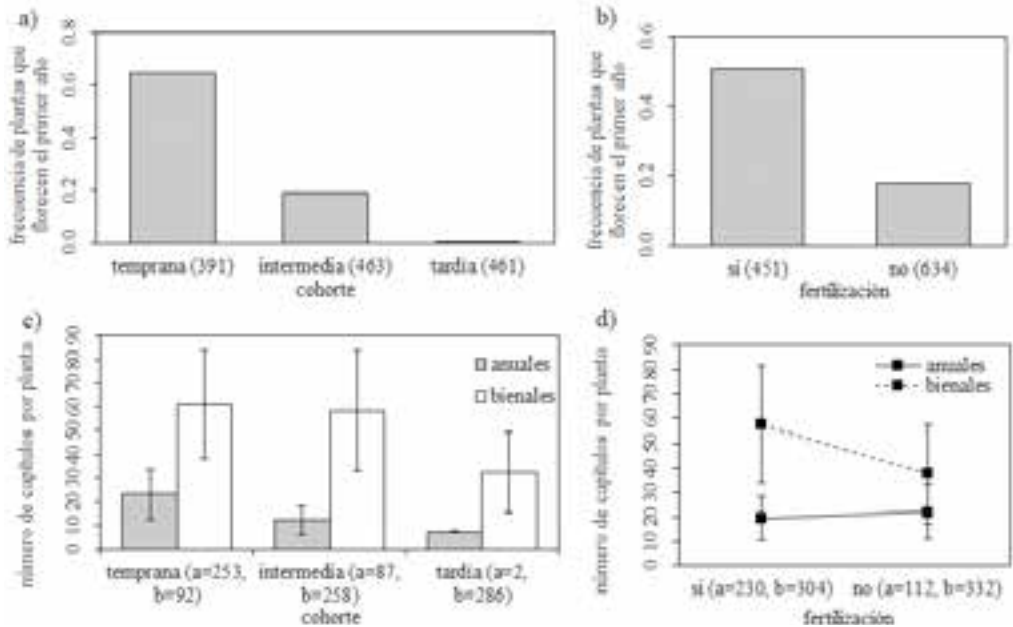 a)
frecuencia de plantas que
florecen el primer año
0.0 0.2 0.4 0.6 0.8
temprana (391) intermedia (463) tardía (461)
cohorte
b)
frecuencia de plantas que
florecen el primer año
0.0 0.2 0.4 0.6
sí (451) no (634)
fertilización
c)
número de capítulos por planta
0 10 20 30 40 50 60 70 80 90
anuales
bienales
temprana (a=253, intermedia (a=87, tardía (a=2,
b=92) b=258) b=286)
cohorte
d)
número de capítulos por planta
0 10 20 30 40 50 60 70 80 90
anuales
bienales
sí (a=230, b=304) no (a=112, b=332)
fertilización